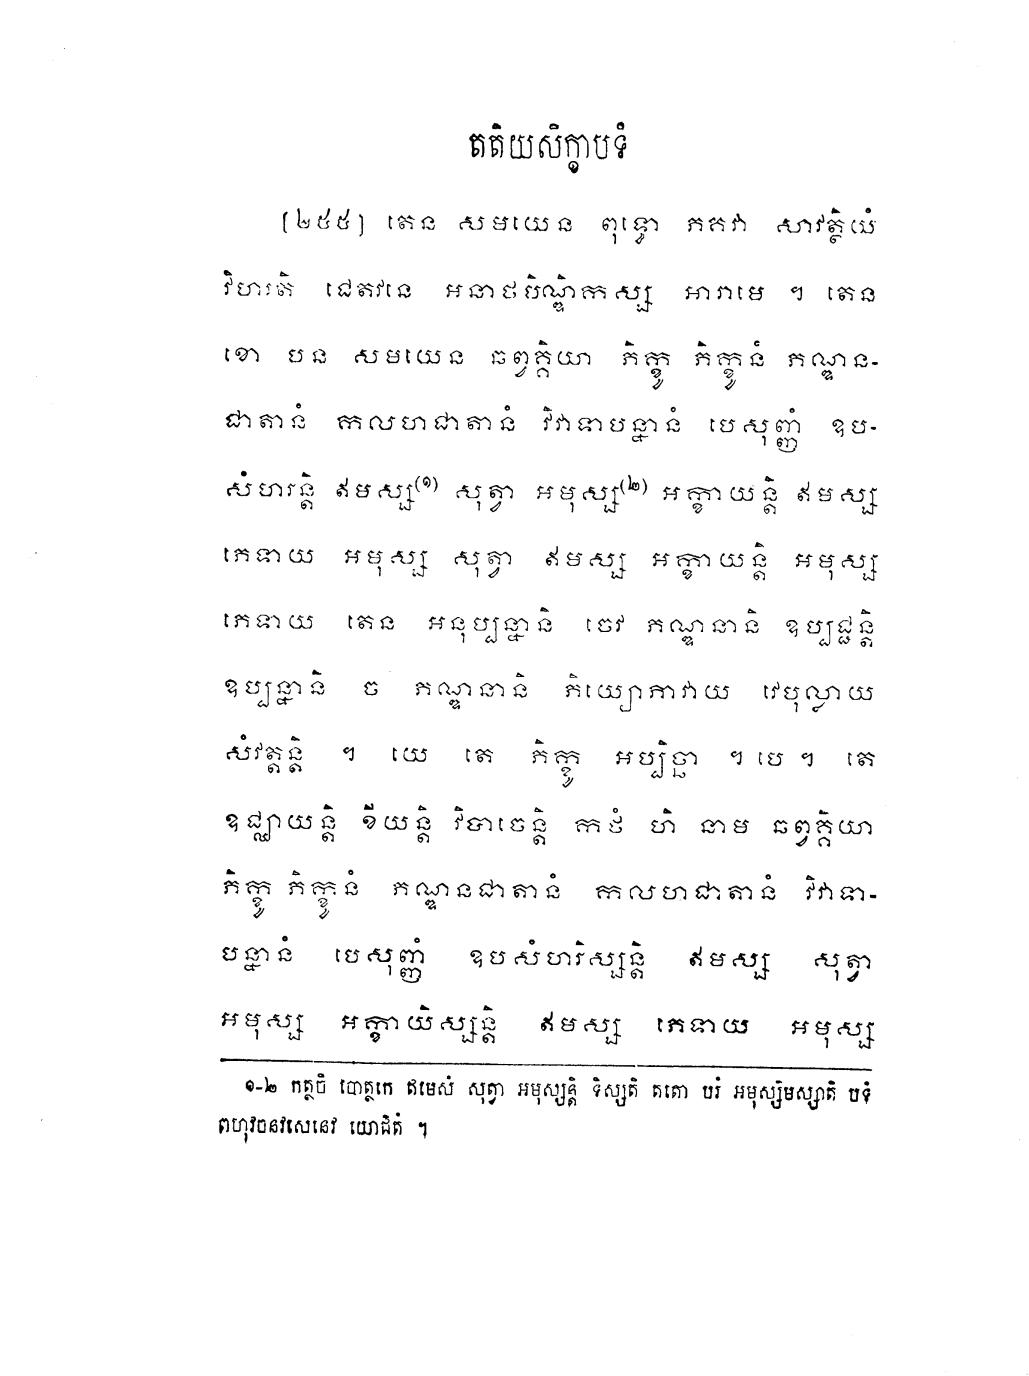 តតិយសិក្ខាបទំ
[២៥៥] តេន សមយេន ពុទ្ធោ ភគវា សាវត្ថិយំ
វិហរតិ ជេតវនេ អនាថបិណ្ឌិកស្ស អារាមេ ។ តេន
ខោ បន សមយេន ឆព្វគ្គិយា ភិក្ខូ ភិក្ខូនំ ភណ្ឌន-
ជាតានំ កលហជាតានំ វិវាទាបន្នានំ បេសុញ្ញំ ឧប-
សំហរន្តិ ឥមស្ស(១) សុត្វា អមុស្ស(២) អក្ខាយន្តិ ឥមស្ស
ភេទាយ អមុស្ស សុត្វា ឥមស្ស អក្ខាយន្តិ អមុស្ស
ភេទាយ តេន អនុប្បន្នានិ ចេវ ភណ្ឌនានិ ឧប្បជ្ជន្តិ
ឧប្បន្នានិ ច ភណ្ឌនានិ ភិយ្យោភាវាយ វេបុល្លាយ
សំវត្តន្តិ ។ យេ តេ ភិក្ខូ អប្បិច្ឆា ។ បេ ។ តេ
ឧជ្ឈាយន្តិ ខីយន្តិ វិបាចេន្តិ កថំ ហិ នាម ឆព្វគ្គិយា
ភិក្ខូ ភិក្ខូនំ ភណ្ឌនជាតានំ កលហជាតានំ វិវាទា-
បន្នានំ បេសុញ្ញំ ឧបសំហរិស្សន្តិ ឥមស្ស សុត្វា
អមុស្ស អក្ខាយិស្សន្តិ ឥមស្ស ភេទាយ អមុស្ស
១-២ កត្ថចិ បោត្ថកេ ឥមេសំ សុត្វា អមុស្សន្តិ ទិស្សតិ តតោ បរំ អមុស្សិមស្សាតិ បទំ
ពហុវចនវសេនេវ យោជិតំ ។